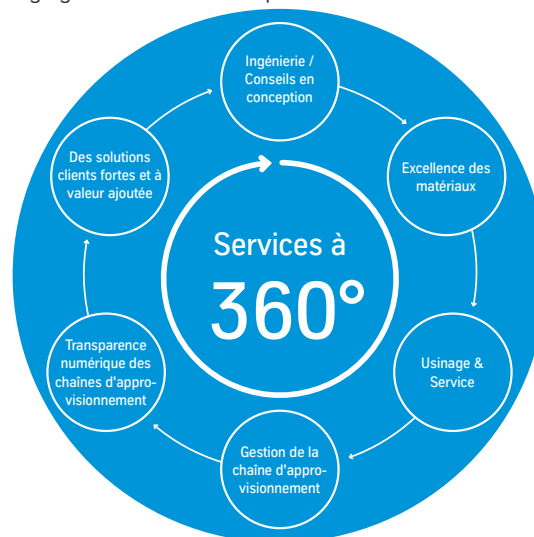 Ingénierie /
Conseils en
conception
Excellence des
matériaux
Usinage &
Service
Gestion de la
chaîne d'appro-
visionnement
Transparence
numérique des
chaînes d'appro-
visionnement
Des solutions
clients fortes et à
valeur ajoutée
Services à
360°